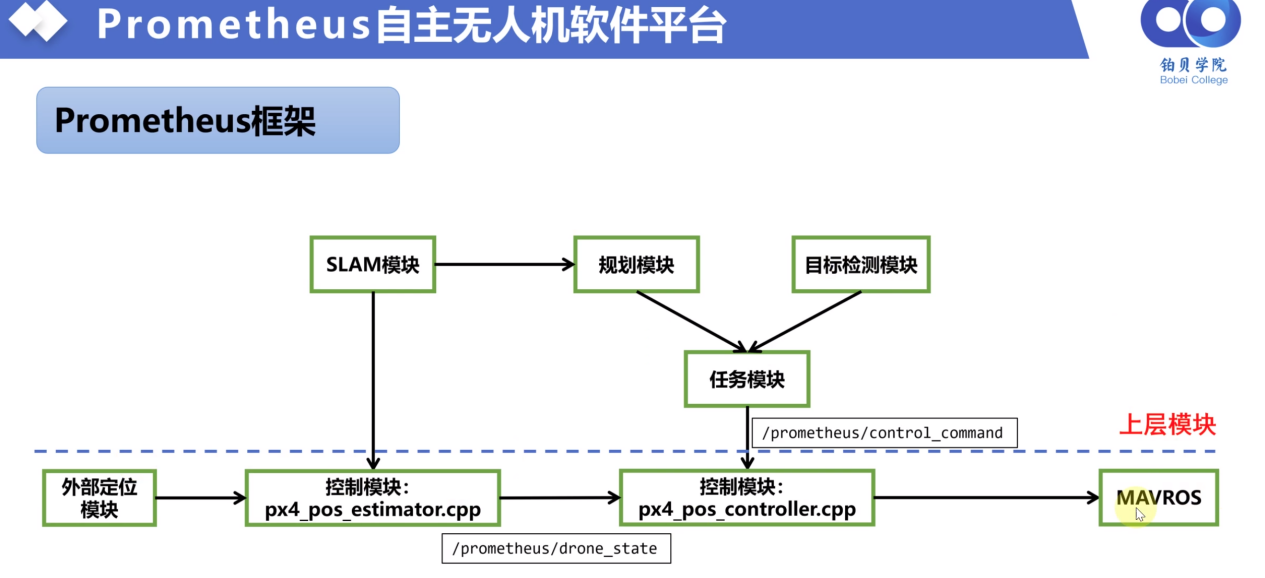 Prometheus自主无人机软件平台
铂贝学院
Bobei College
Prometheus框架
SLAM模块
规划模块
目标检测模块
任务模块
/prometheus/control_command
上层模块
外部定位
模块
控制模块：
px4_pos_estimator.cpp
控制模块：
px4_pos_controller.cpp
MAVROS
/prometheus/drone_state